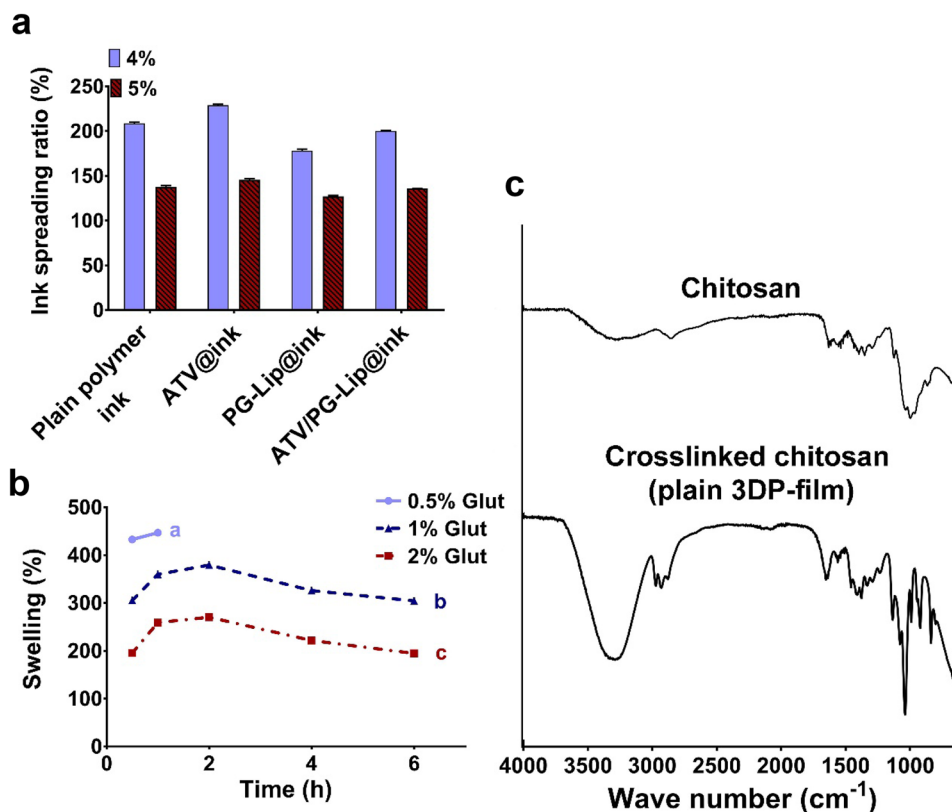 a
4%
5%
Ink spreading ratio (%)
250
200
150
100
50
0
Plain polymer
ink
ATV@ink
PG-Lip@ink
ATV/PG-Lip@ink
b
0.5% Glut
1% Glut
2% Glut
Swelling (%)
500
400
300
200
100
0
a
b
c
0 2 4 6
Time (h)
c
Chitosan
Crosslinked chitosan
(plain 3DP-film)
4000 3500 3000 2500 2000 1500 1000
Wave number (cm-1)